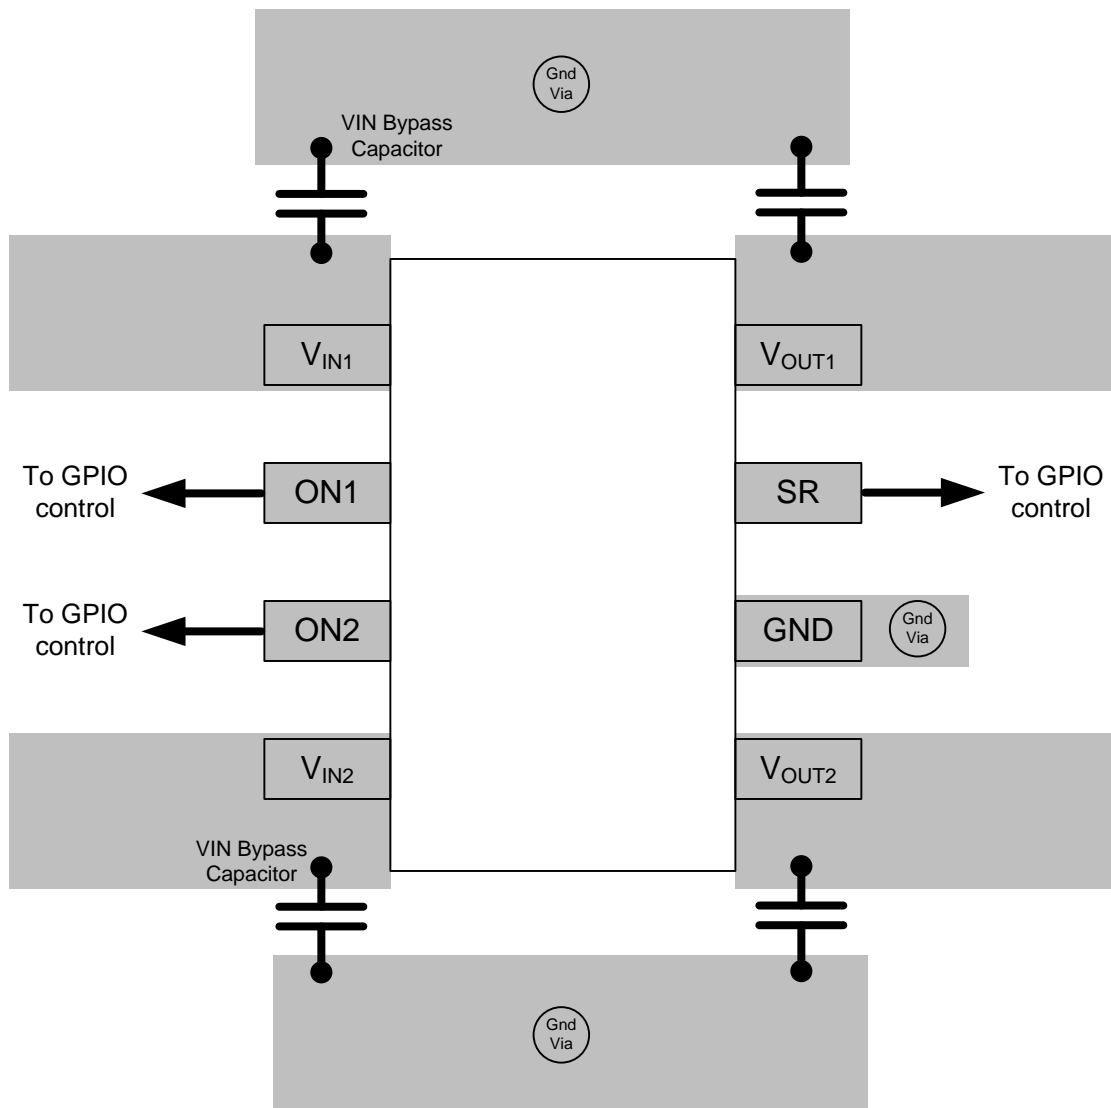 Gnd
Via
VIN Bypass
Capacitor
VIN1
VOUT1
To GPIO
control
ON1
SR
To GPIO
control
To GPIO
control
ON2
GND
Gnd
Via
VIN2
VOUT2
VIN Bypass
Capacitor
Gnd
Via